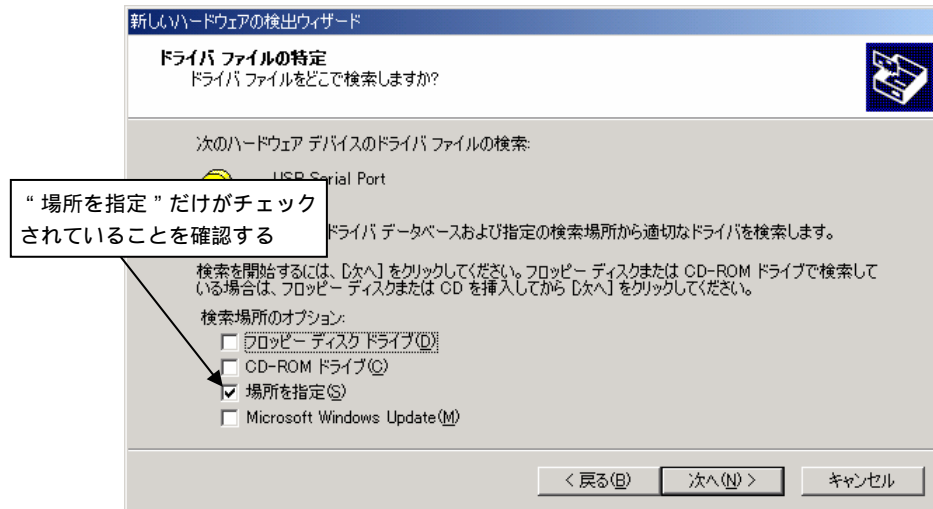 新しいハードウェアの検出ウィザード
ドライバ ファイルの特定
ドライバ ファイルをどこで検索しますか?
次のハードウェア デバイスのドライバ ファイルの検索:
USB Serial Port
“場所を指定”だけがチェック
されていることを確認する
ドライバ データベースおよび指定の検索場所から適切なドライバを検索します。
検索を開始するには、[次へ] をクリックしてください。フロッピー ディスクまたは CD-ROM ドライブで検索して
いる場合は、フロッピー ディスクまたは CD を挿入してから [次へ] をクリックしてください。
検索場所のオプション:
フロッピー ディスク ドライブ(D)
CD-ROM ドライブ(C)
場所を指定(S)
Microsoft Windows Update(M)
< 戻る(B) 次へ(N) > キャンセル